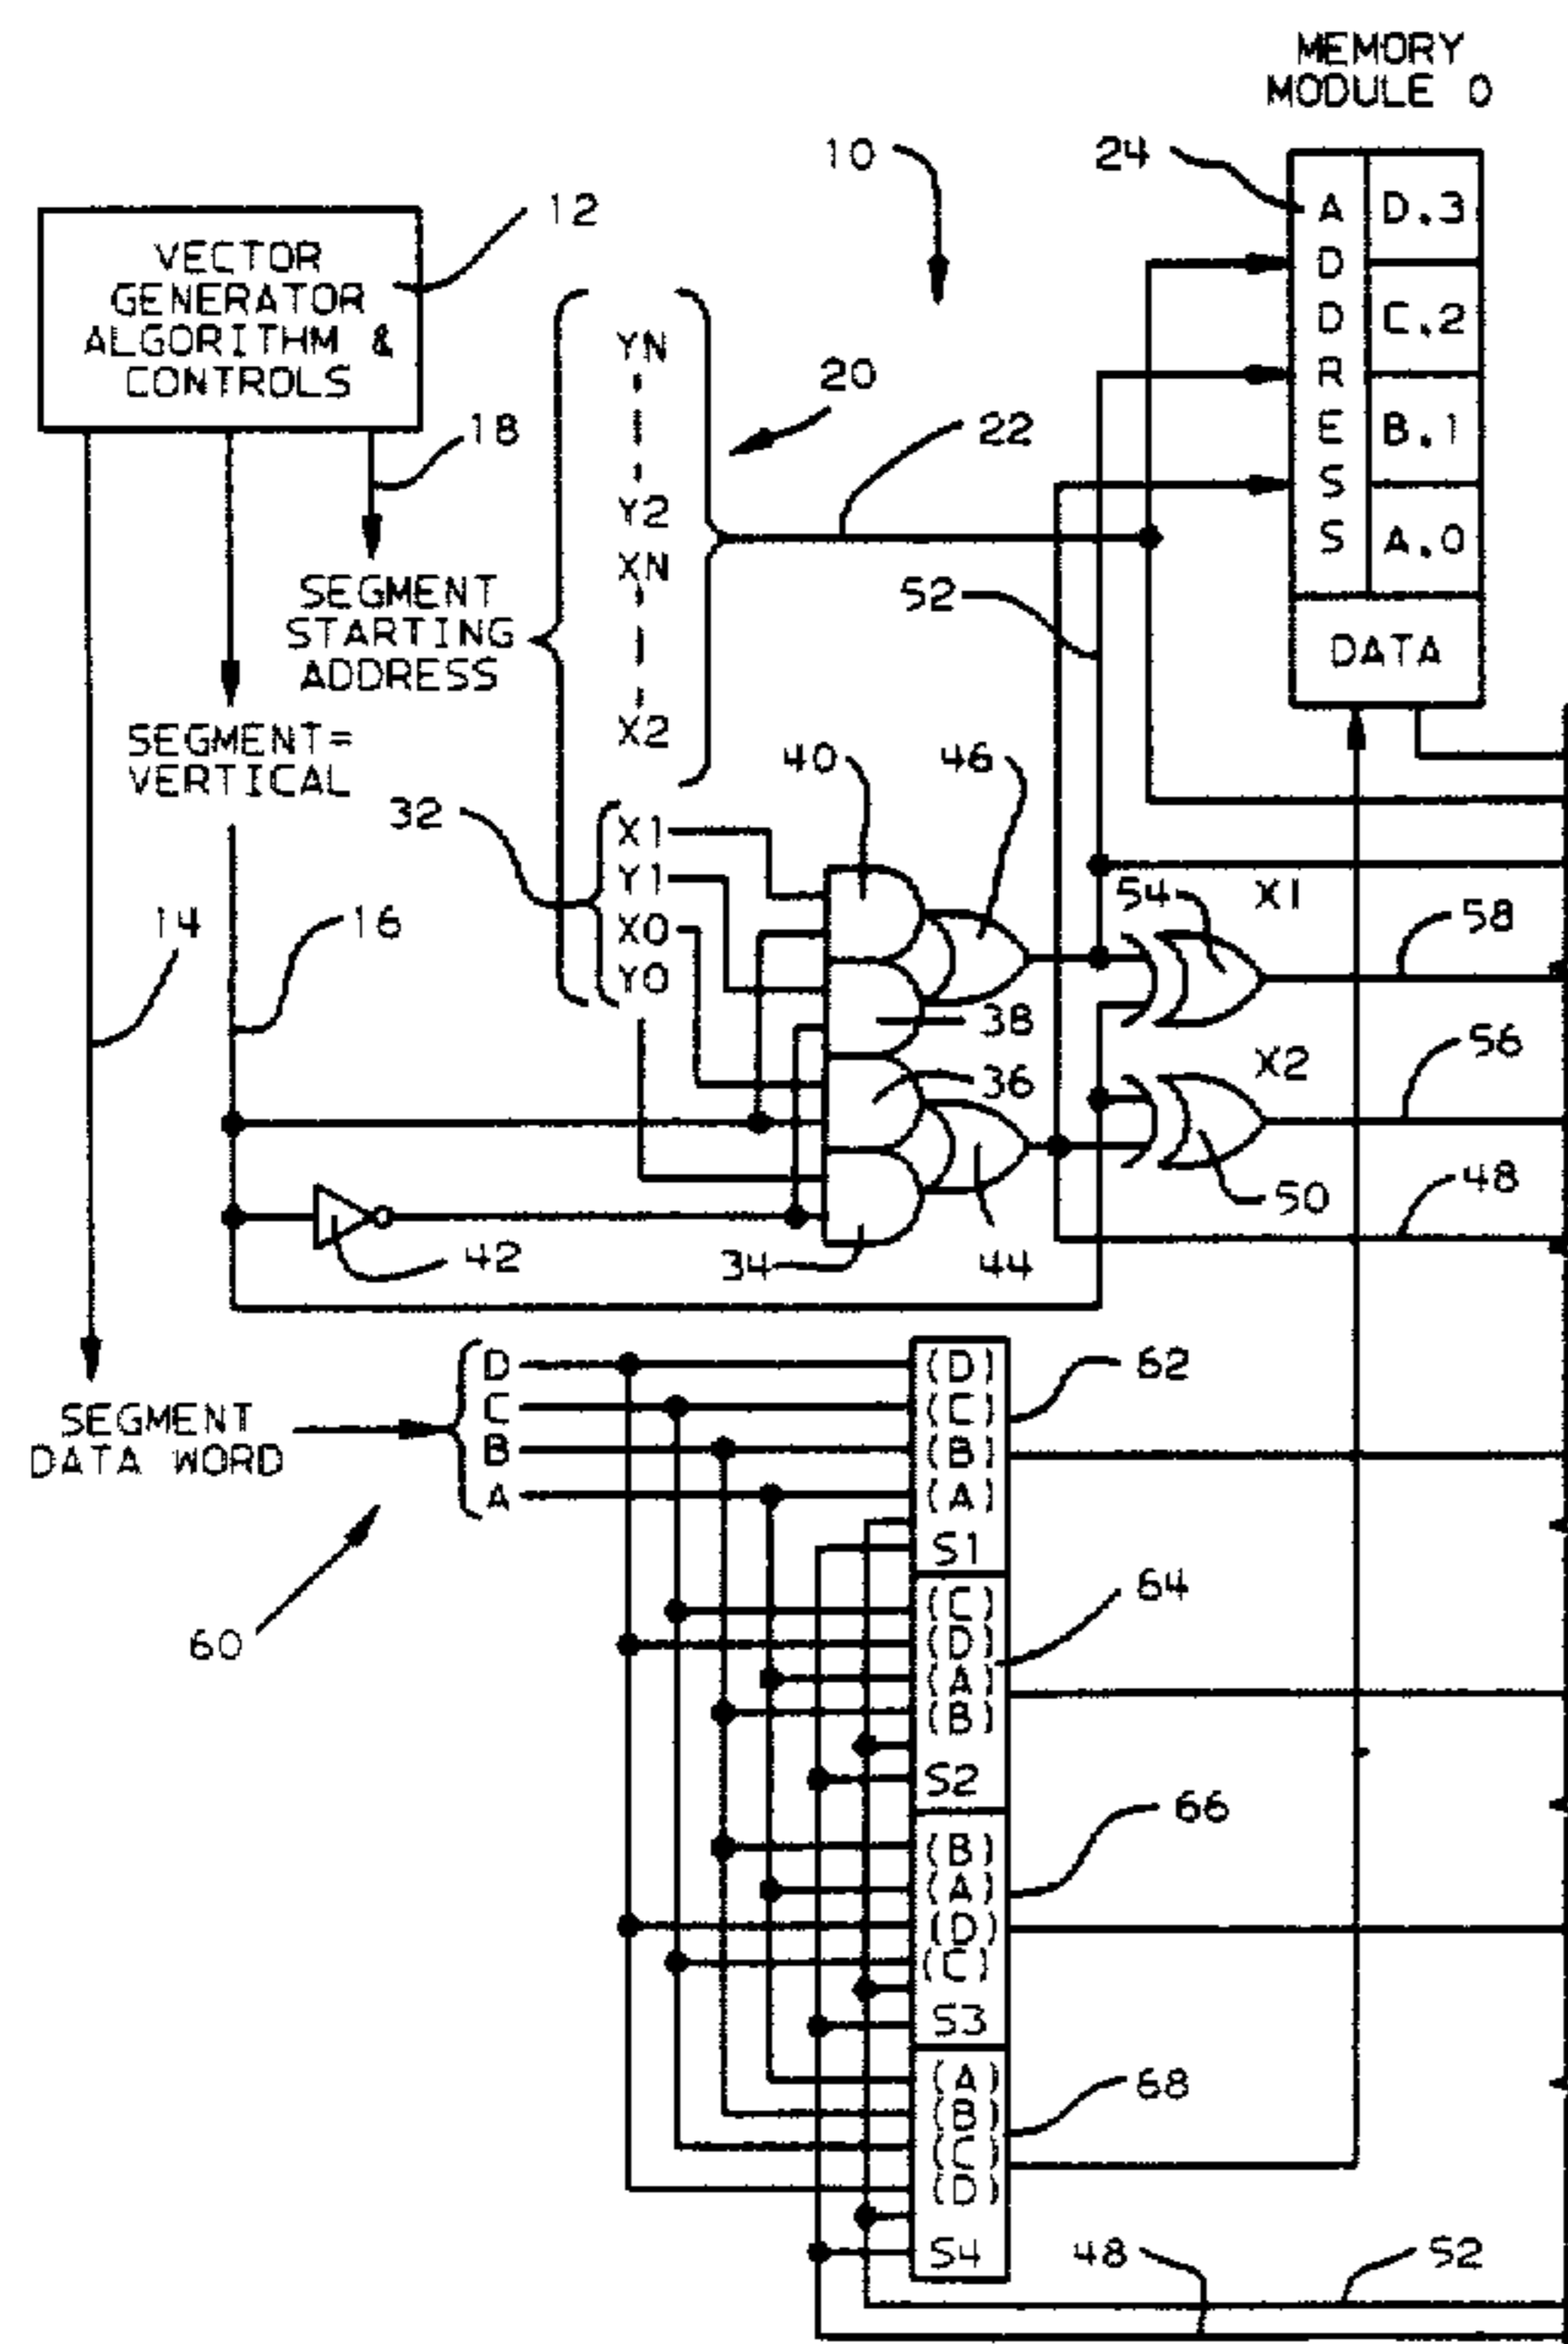 MEMORY
MODULE 0
10
24
12
VECTOR
GENERATOR
ALGORITHM &
CONTROLS
A
D
D
R
E
S
S
D.3
C.2
B.1
A.0
DATA
YN
Y2
XN
X2
20
22
18
52
SEGMENT
STARTING
ADDRESS
SEGMENT=
VERTICAL
32
X1
Y1
X0
Y0
40
46
54
X1
58
14
16
38
36
X2
56
50
48
42
34
44
SEGMENT
DATA WORD
D
C
B
A
60
(D)
(C)
(B)
(A)
S1
62
(C)
(D)
(A)
(B)
S2
64
(B)
(A)
(D)
(C)
S3
66
(A)
(B)
(C)
(D)
S4
68
48
52